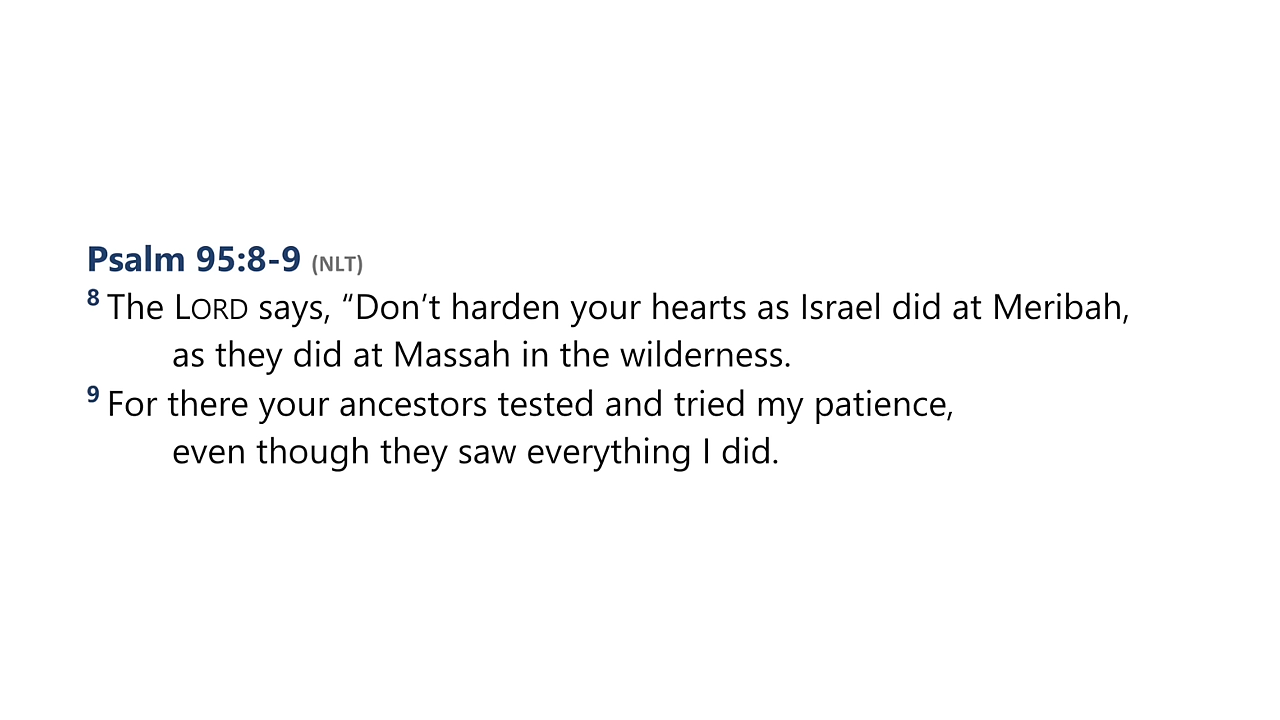 Psalm 95:8-9 (NLT)
8 The LORD says, “Don’t harden your hearts as Israel did at Meribah,
as they did at Massah in the wilderness.
9 For there your ancestors tested and tried my patience,
even though they saw everything I did.